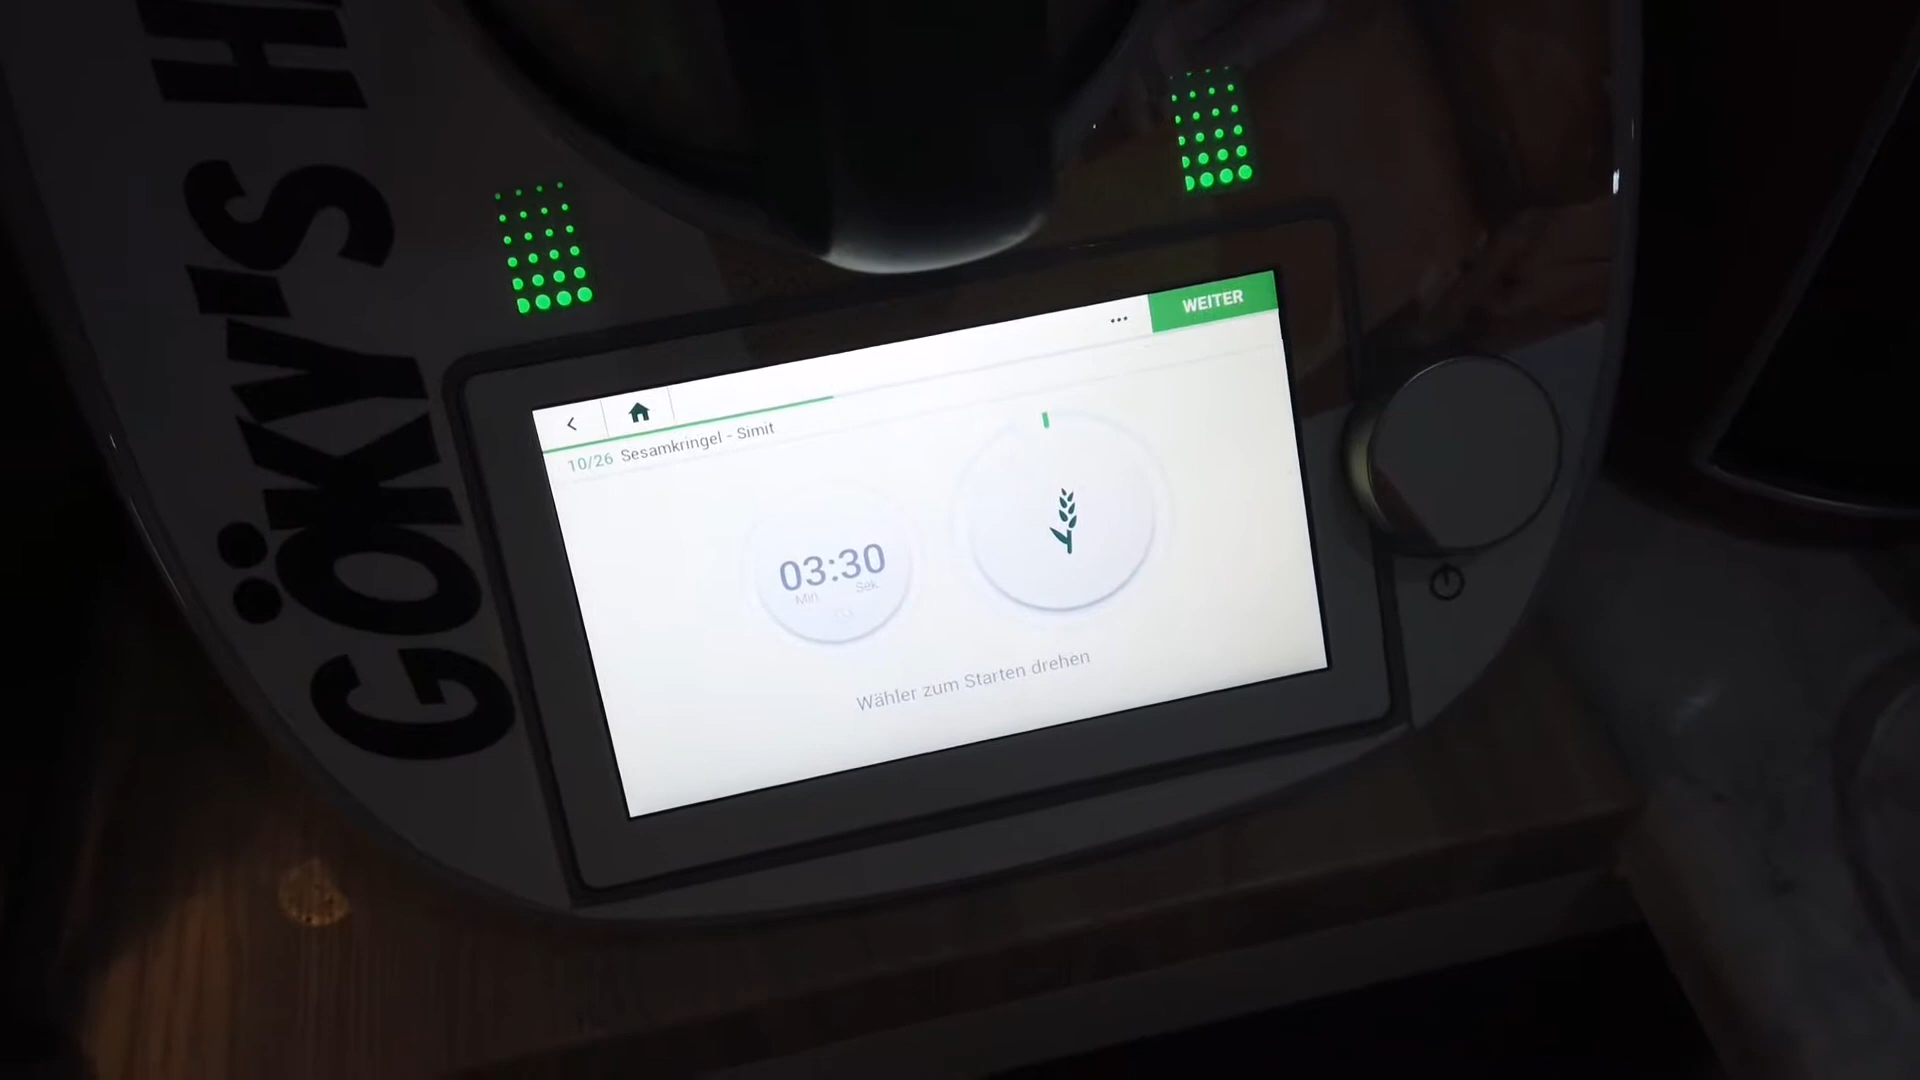 GÖKY'S H
WEITER
10/26 Sesamkringel - Simit
03:30
Min Sek
Wähler zum Starten drehen